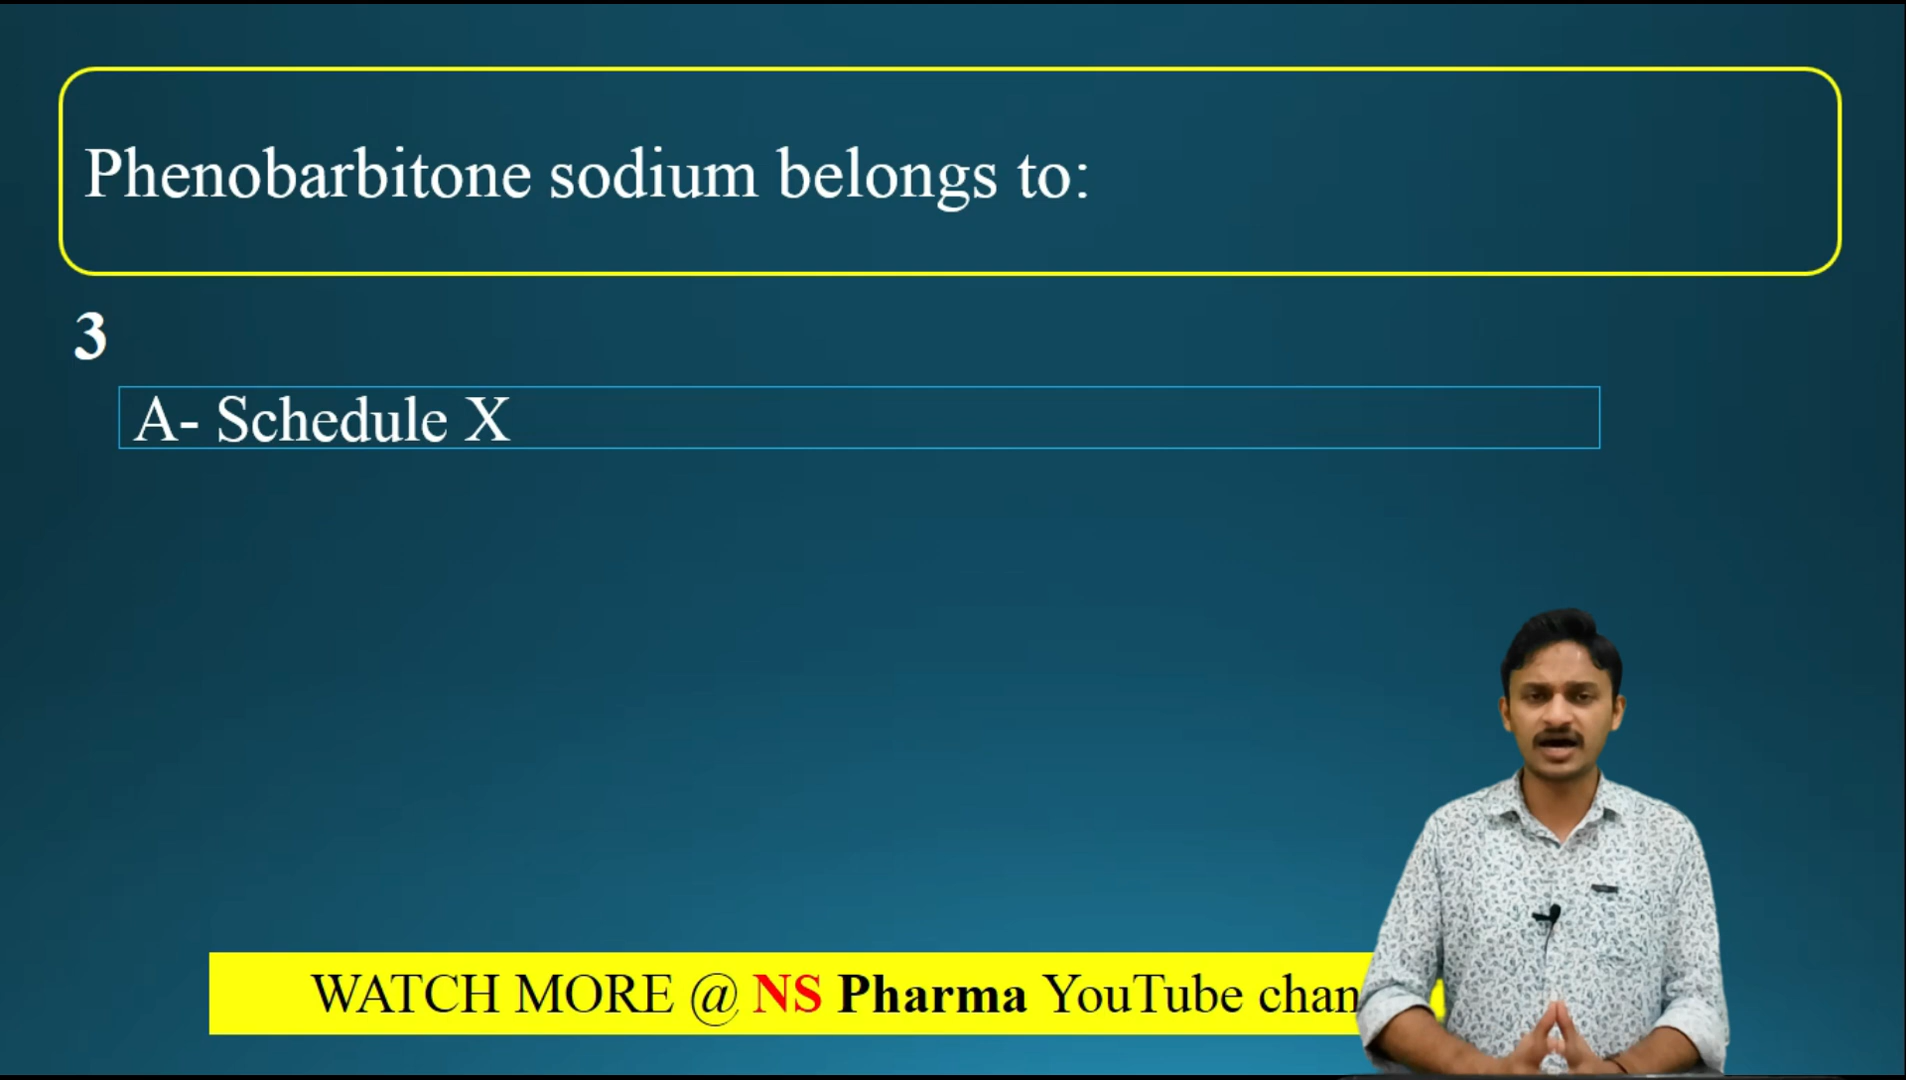 Phenobarbitone sodium belongs to:
3
A- Schedule X
WATCH MORE @ NS Pharma YouTube chan